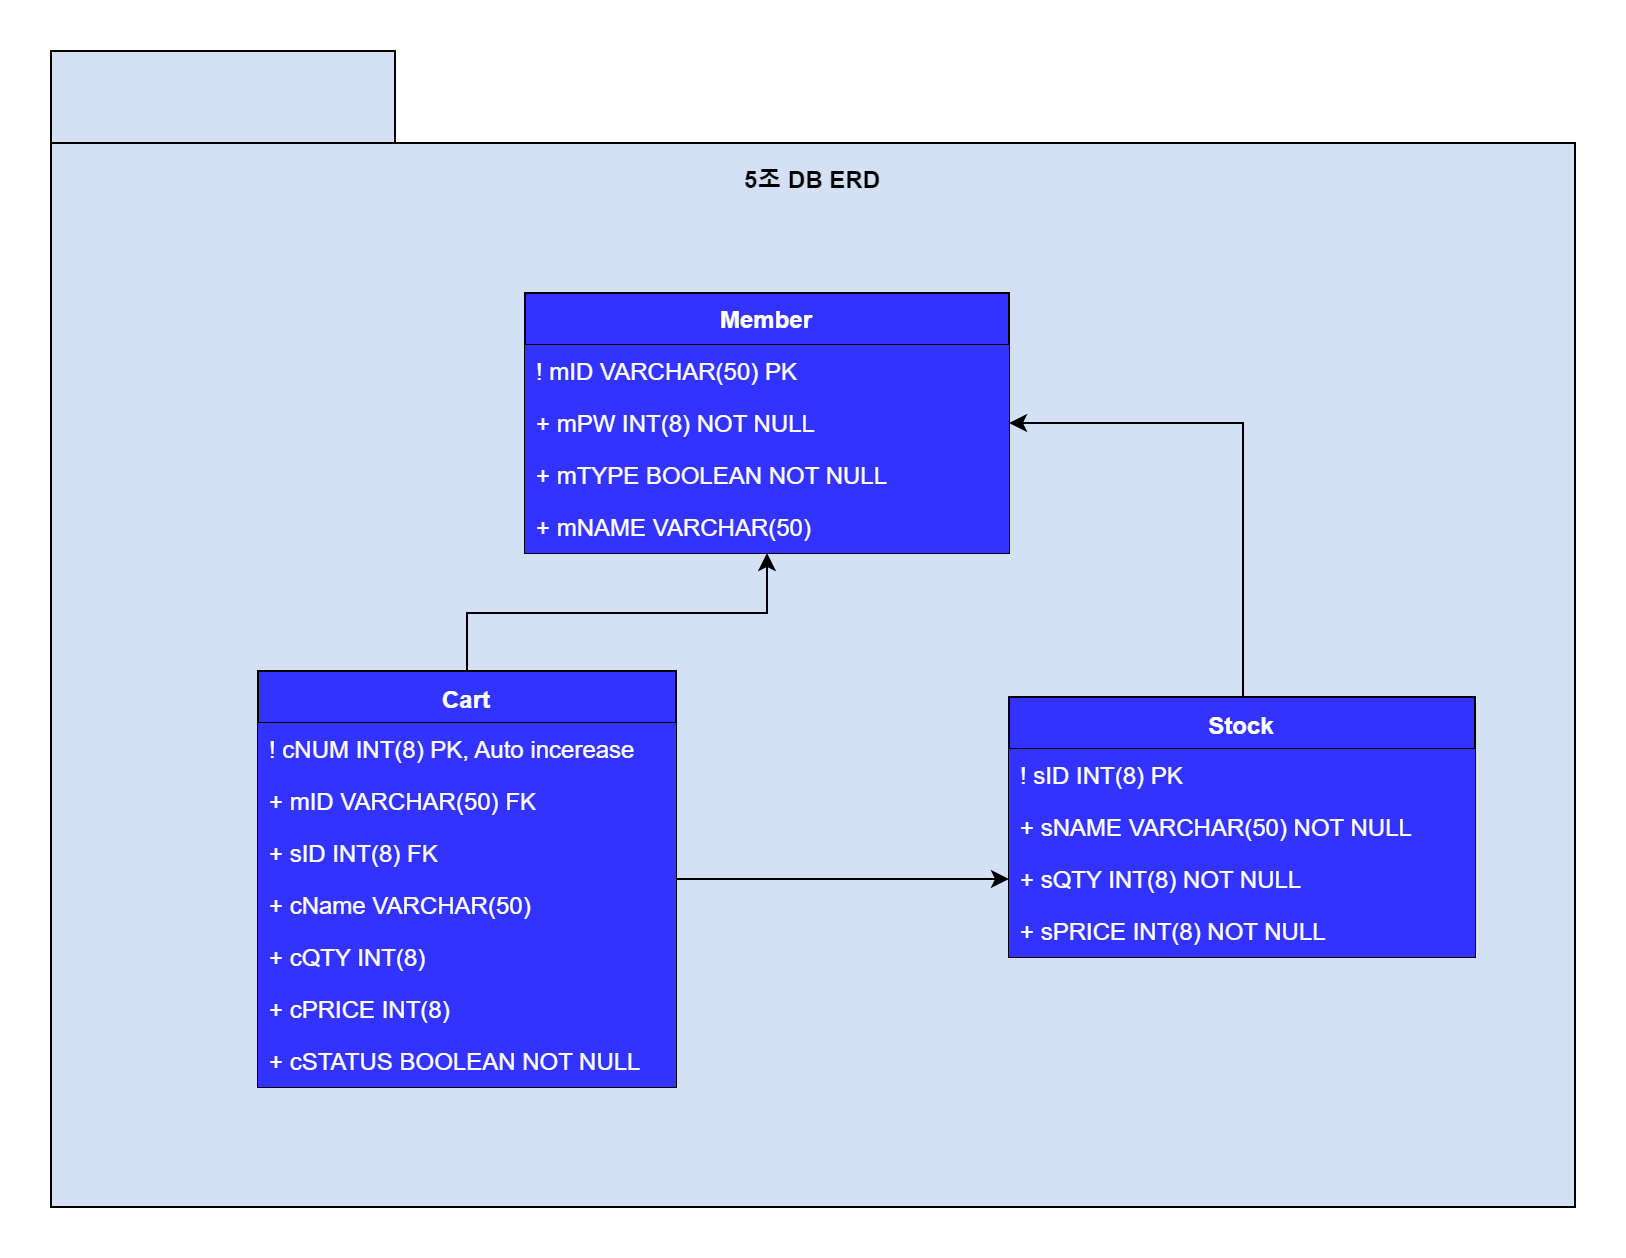 5조 DB ERD
Member
! mID VARCHAR(50) PK
+ mPW INT(8) NOT NULL
+ mTYPE BOOLEAN NOT NULL
+ mNAME VARCHAR(50)
Cart
! cNUM INT(8) PK, Auto incerease
+ mID VARCHAR(50) FK
+ sID INT(8) FK
+ cName VARCHAR(50)
+ cQTY INT(8)
+ cPRICE INT(8)
+ cSTATUS BOOLEAN NOT NULL
Stock
! sID INT(8) PK
+ sNAME VARCHAR(50) NOT NULL
+ sQTY INT(8) NOT NULL
+ sPRICE INT(8) NOT NULL